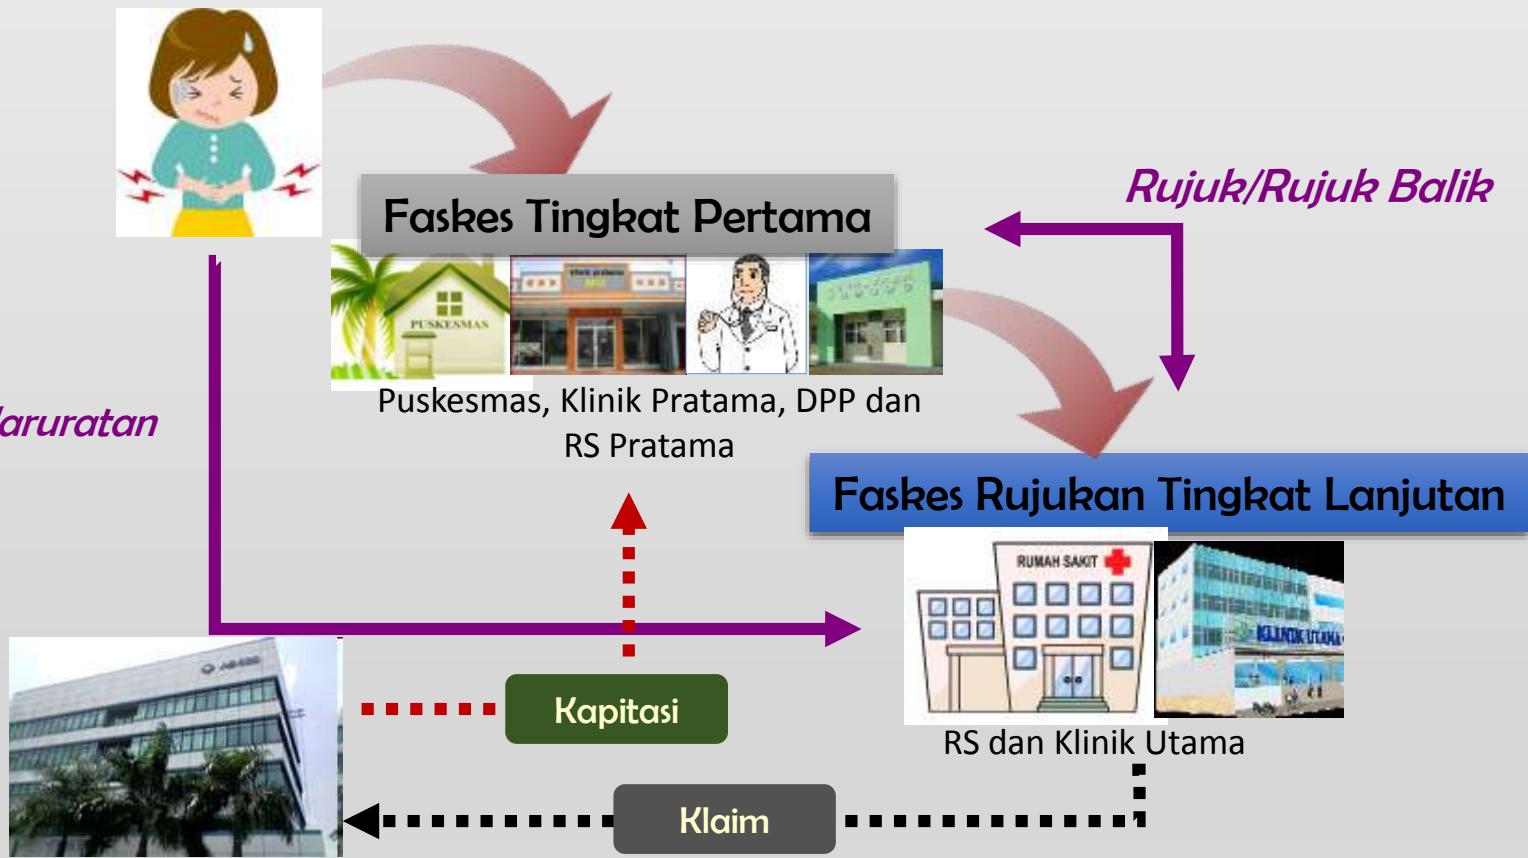 Rujuk/Rujuk Balik
Faskes Tingkat Pertama
PUSKESMAS
Puskesmas, Klinik Pratama, DPP dan
RS Pratama
daruratan
Faskes Rujukan Tingkat Lanjutan
RUMAH SAKIT
KLINIK UTAMA
Kapitasi
RS dan Klinik Utama
Klaim